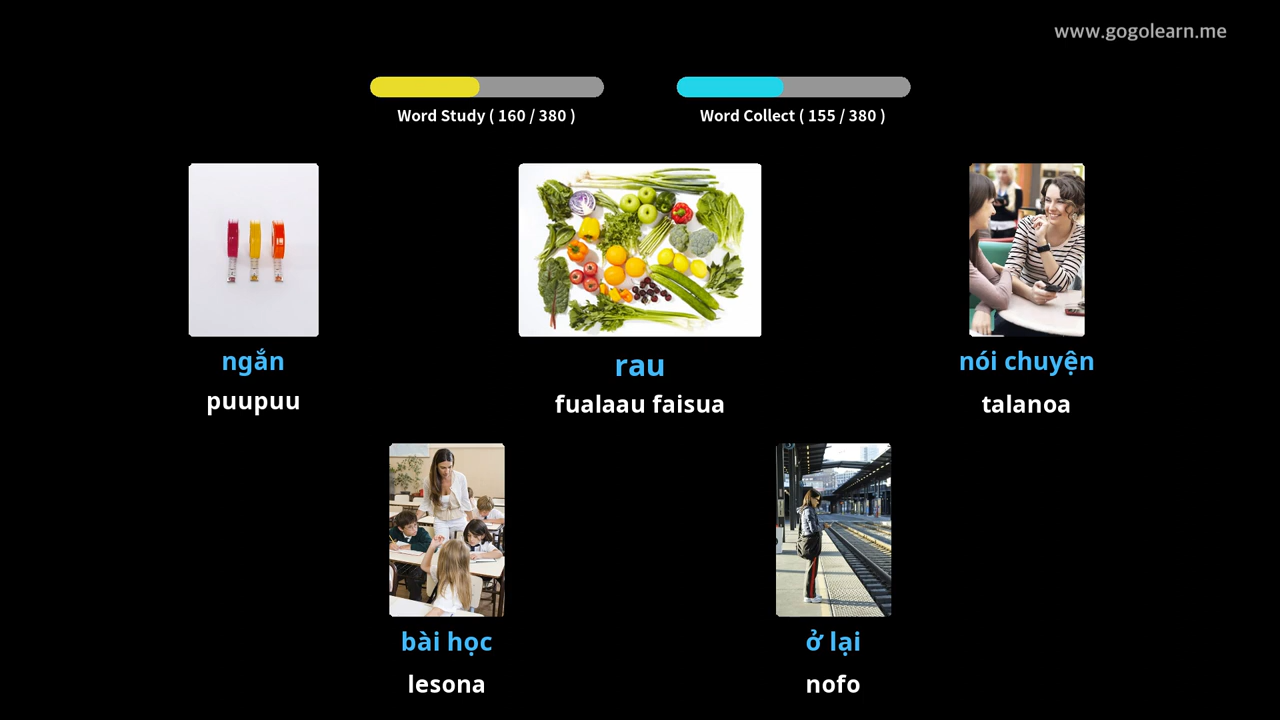 www.gogolearn.me
Word Study ( 160 / 380 )
Word Collect ( 155 / 380 )
ngắn
puupuu
rau
fualaau faisua
nói chuyện
talanoa
bài học
lesona
ở lại
nofo